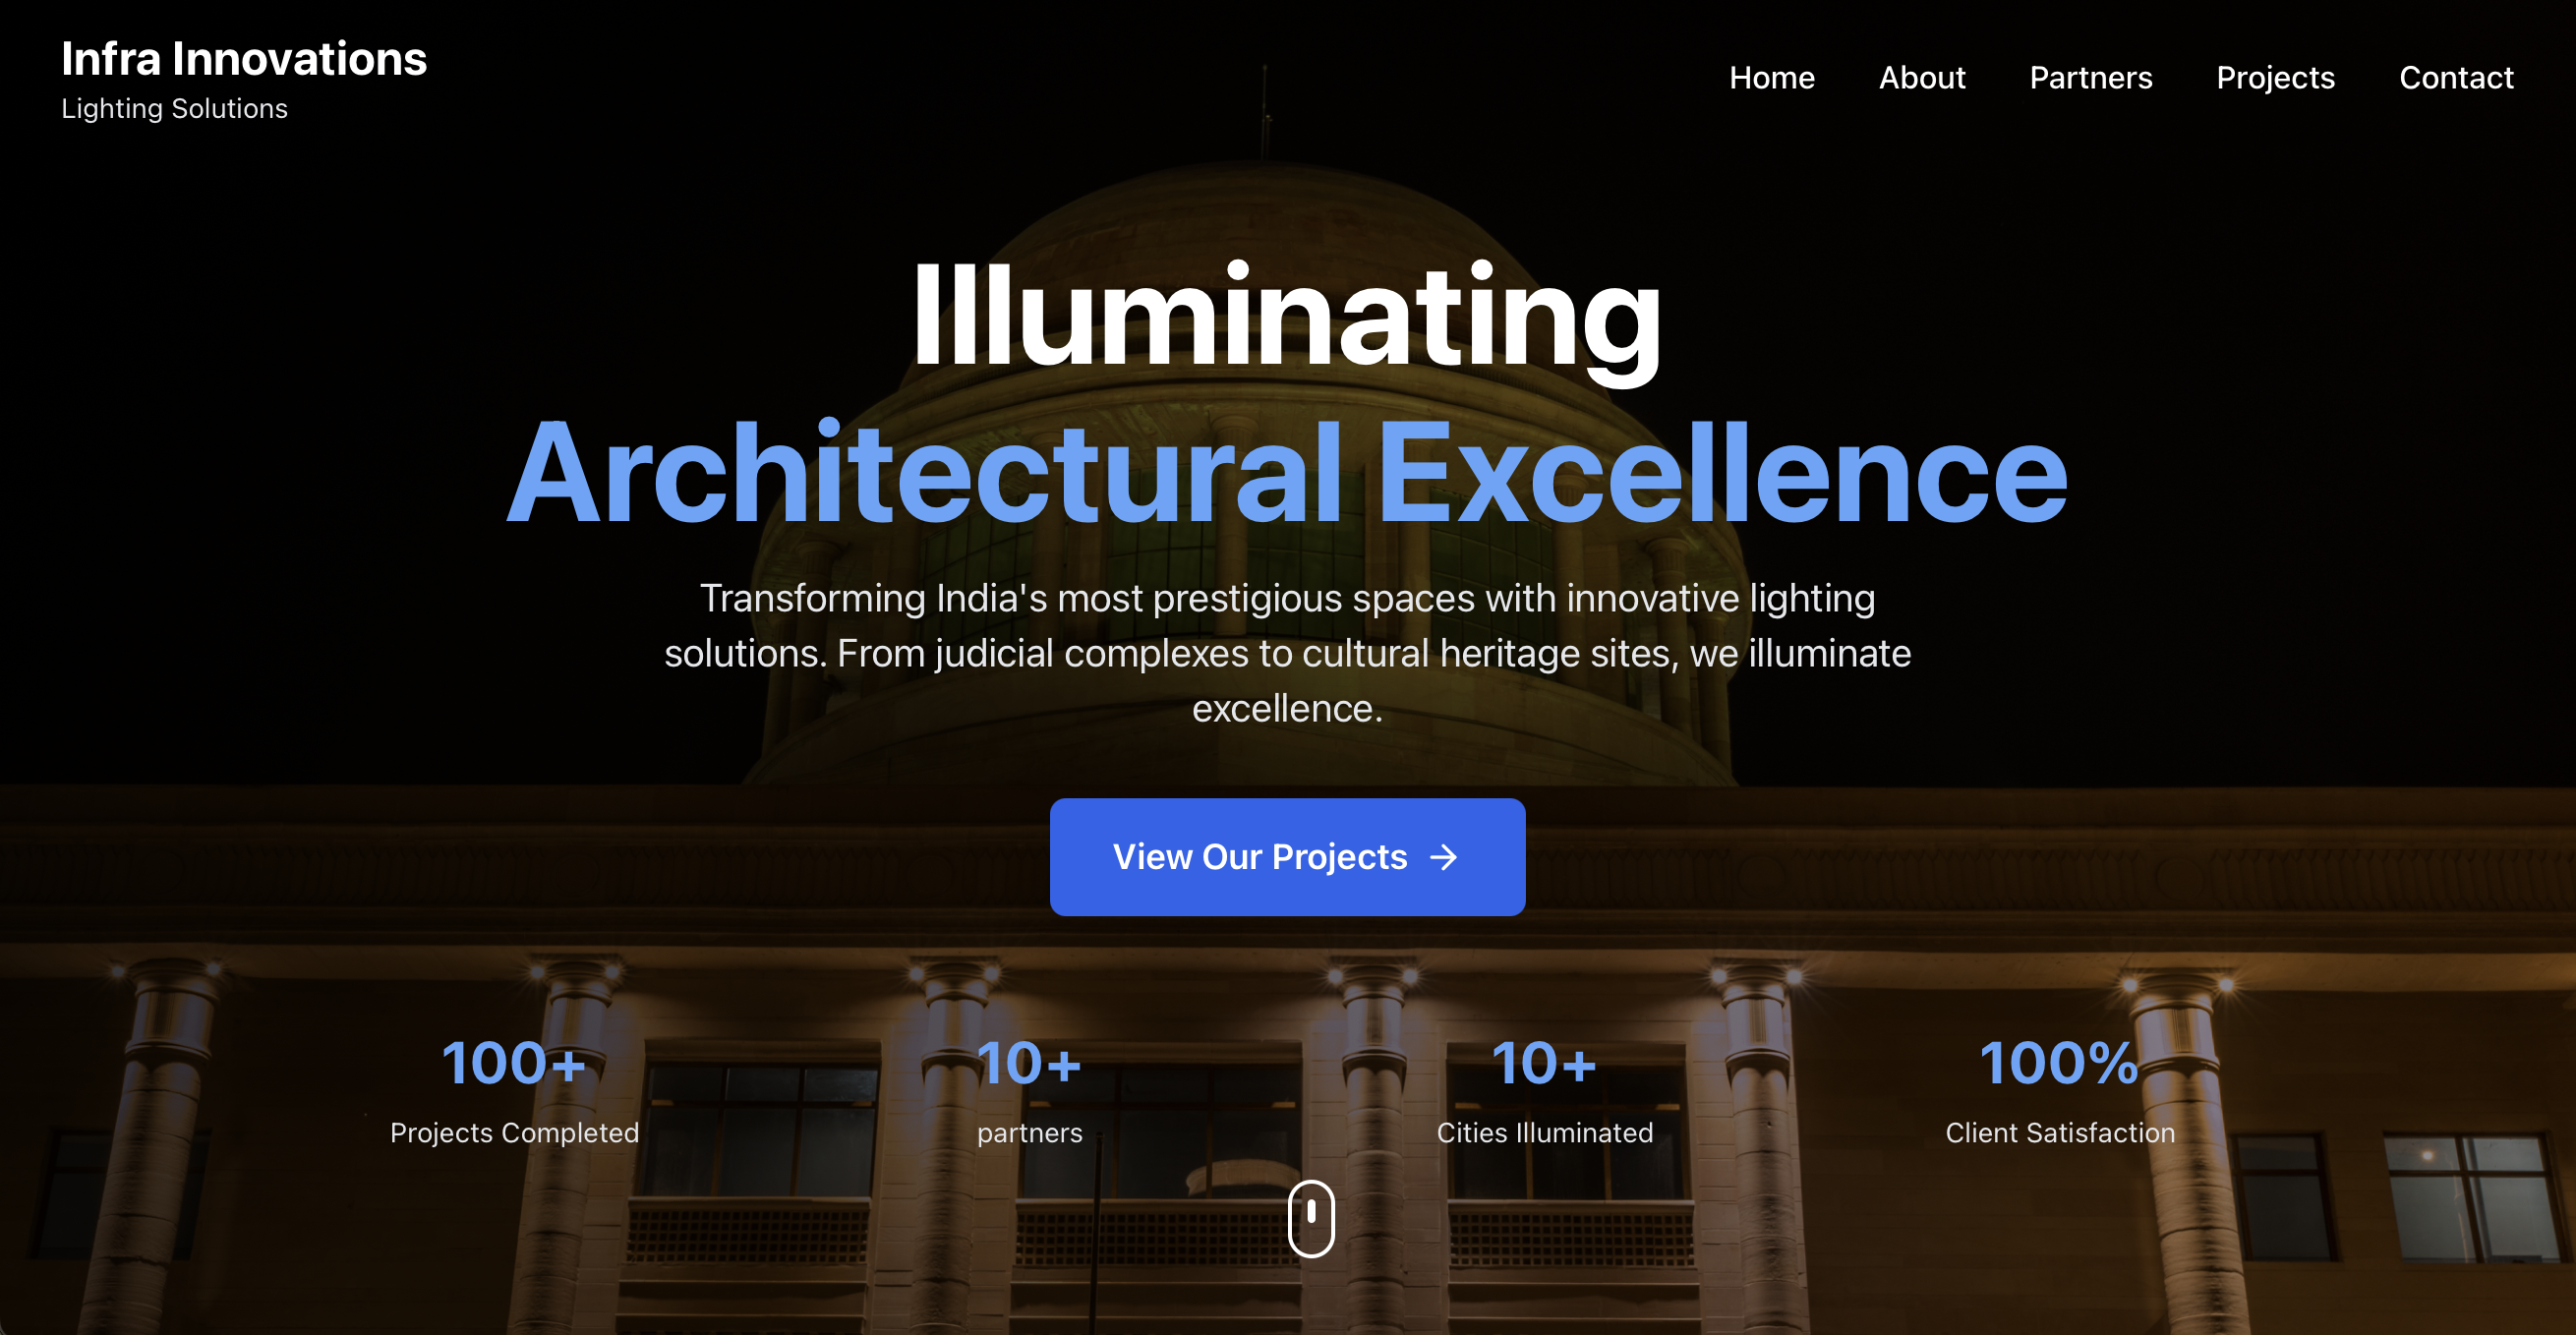 Infra Innovations
Lighting Solutions
Home
About
Partners
Projects
Contact
Illuminating
Architectural Excellence
Transforming India's most prestigious spaces with innovative lighting
solutions. From judicial complexes to cultural heritage sites, we illuminate
excellence.
View Our Projects →
100+
Projects Completed
10+
partners
10+
Cities Illuminated
100%
Client Satisfaction